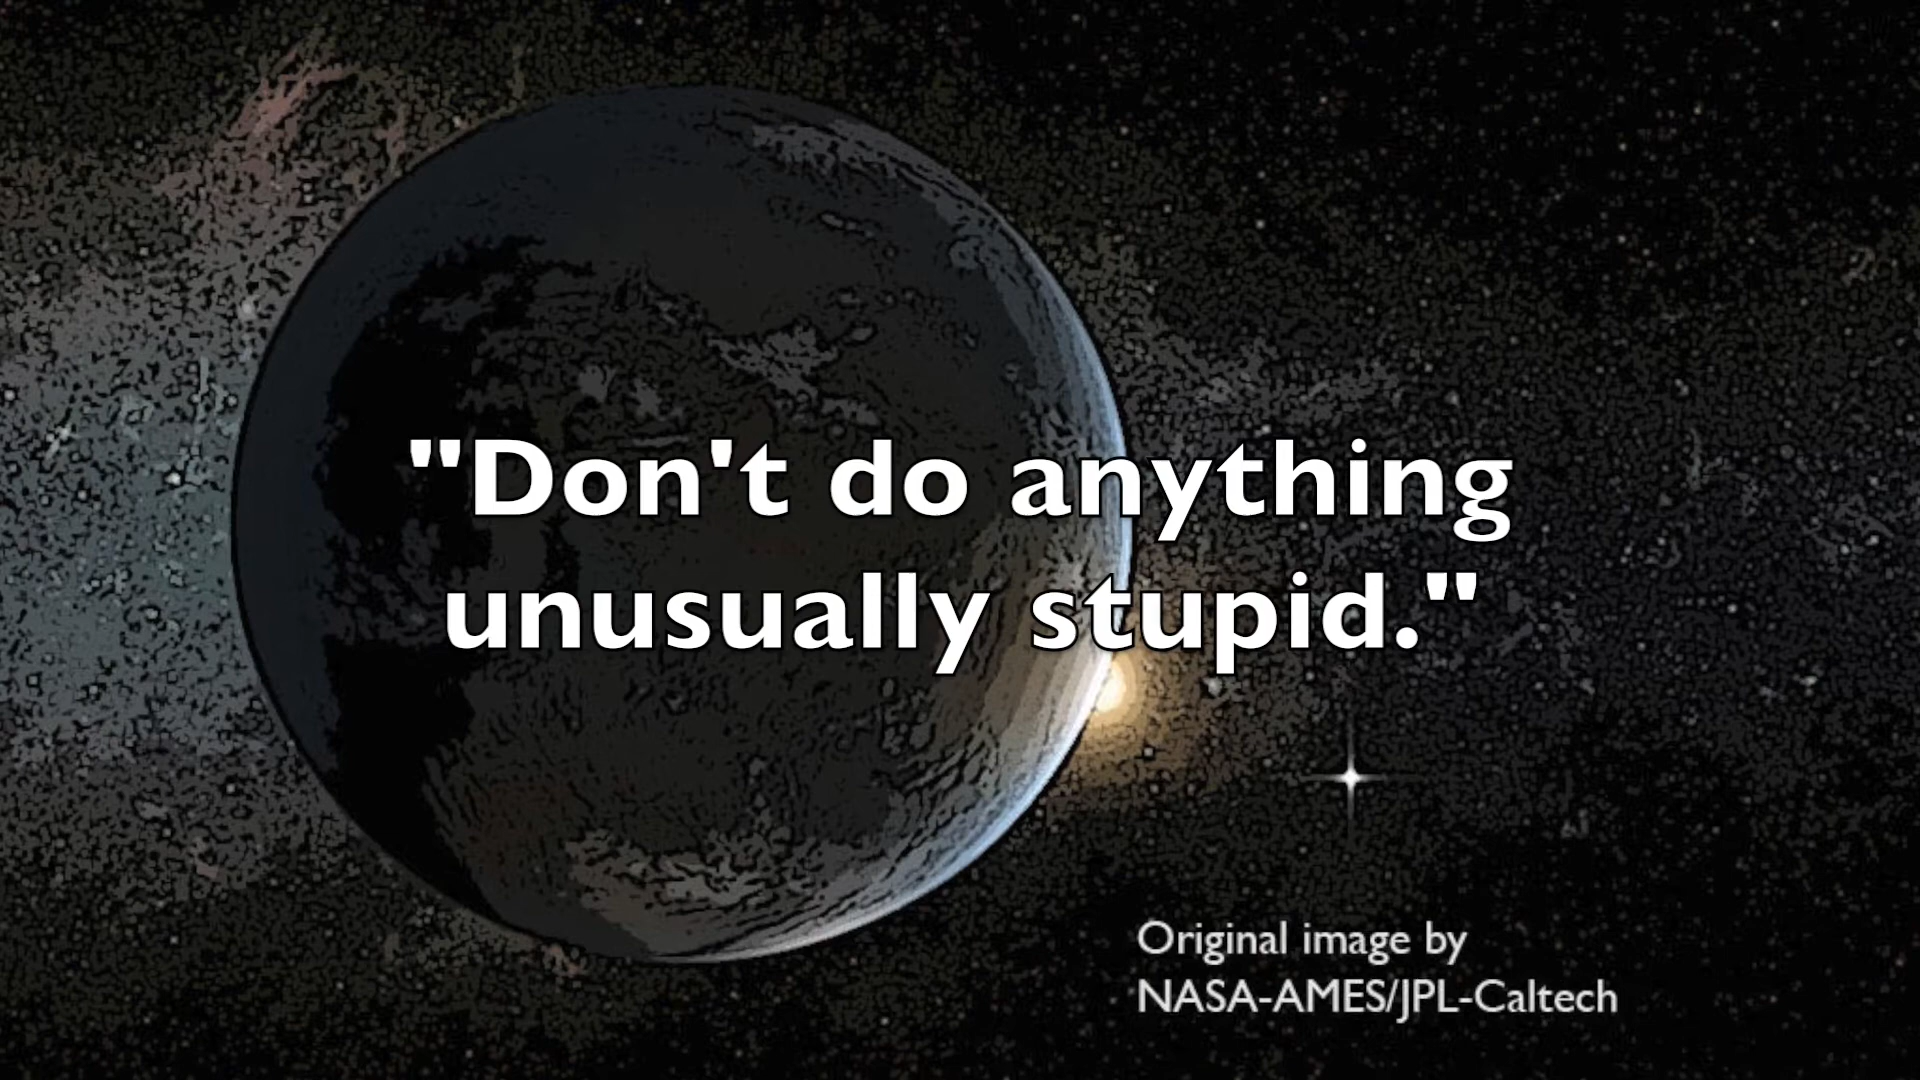 "Don't do anything
unusually stupid."
Original image by
NASA-AMES/JPL-Caltech